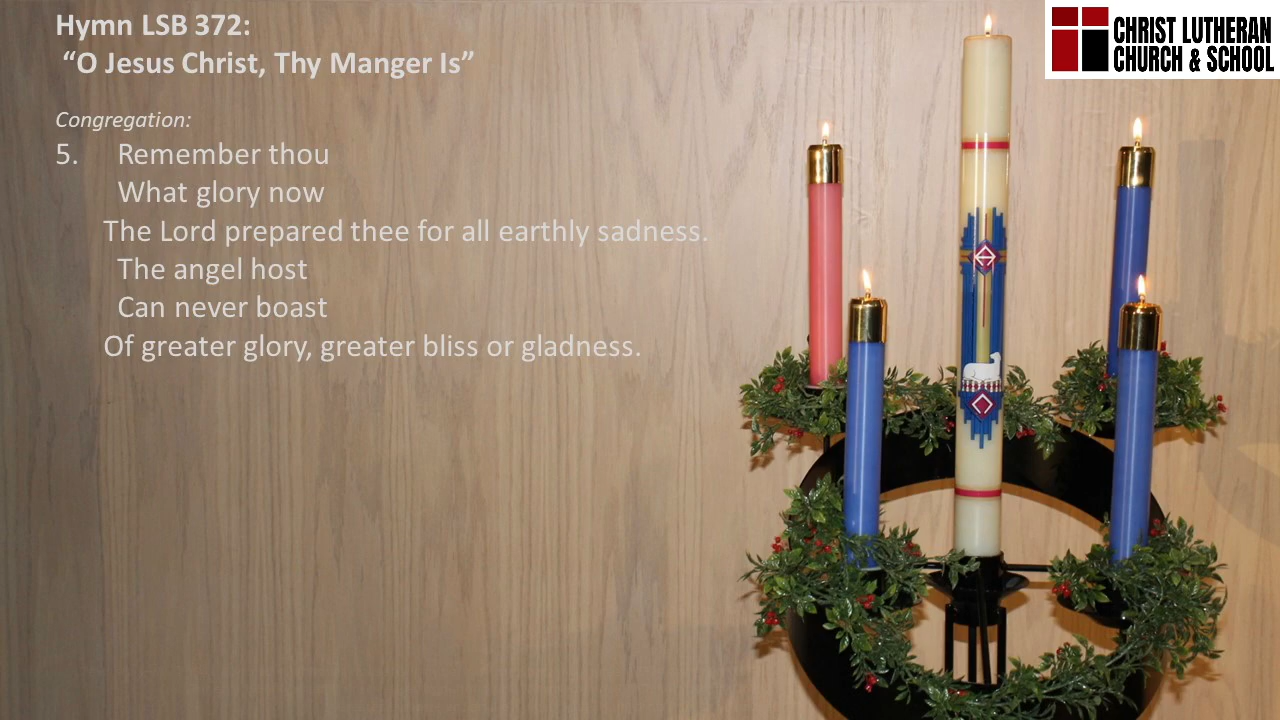 Hymn LSB 372:
“O Jesus Christ, Thy Manger Is”
Congregation:
5. Remember thou
What glory now
The Lord prepared thee for all earthly sadness.
The angel host
Can never boast
Of greater glory, greater bliss or gladness.
CHRIST LUTHERAN
CHURCH & SCHOOL